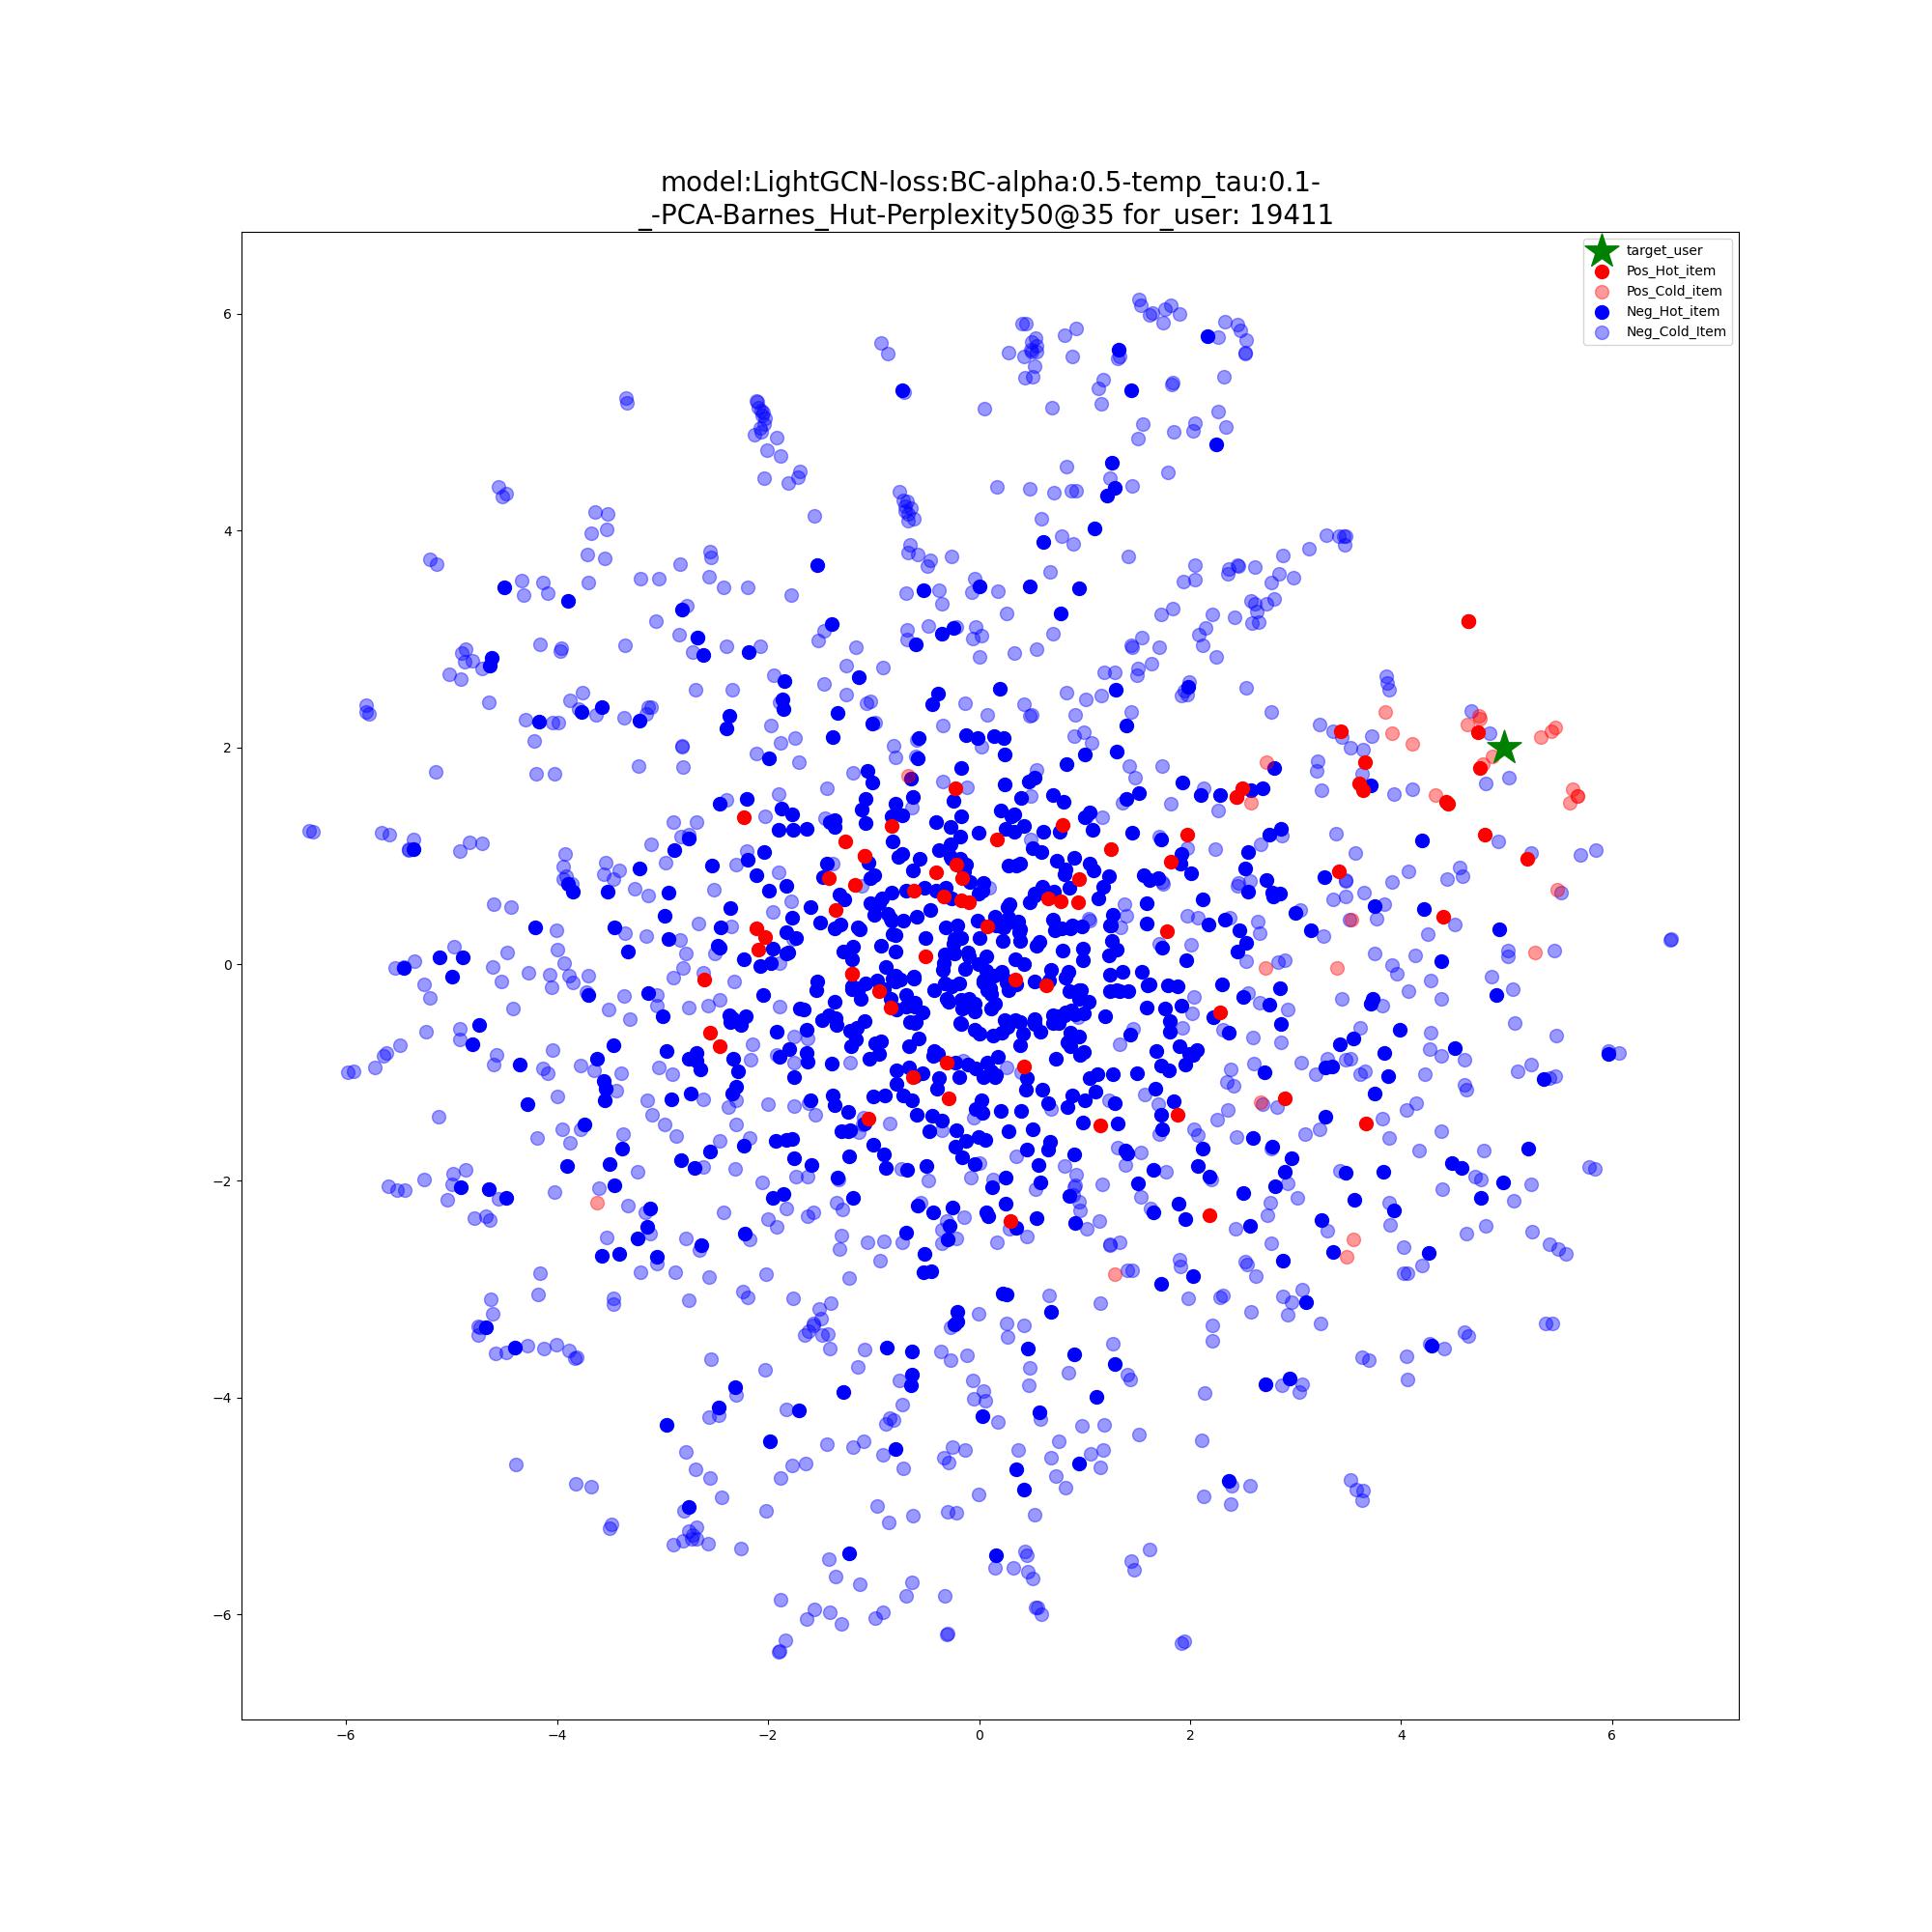 model:LightGCN-loss:BC-alpha:0.5-temp_tau:0.1-
_-PCA-Barnes_Hut-Perplexity50@35 for_user: 19411
target_user
Pos_Hot_item
Pos_Cold_item
Neg_Hot_item
Neg_Cold_Item
6
4
2
0
−2
−4
−6
−6
−4
−2
0
2
4
6